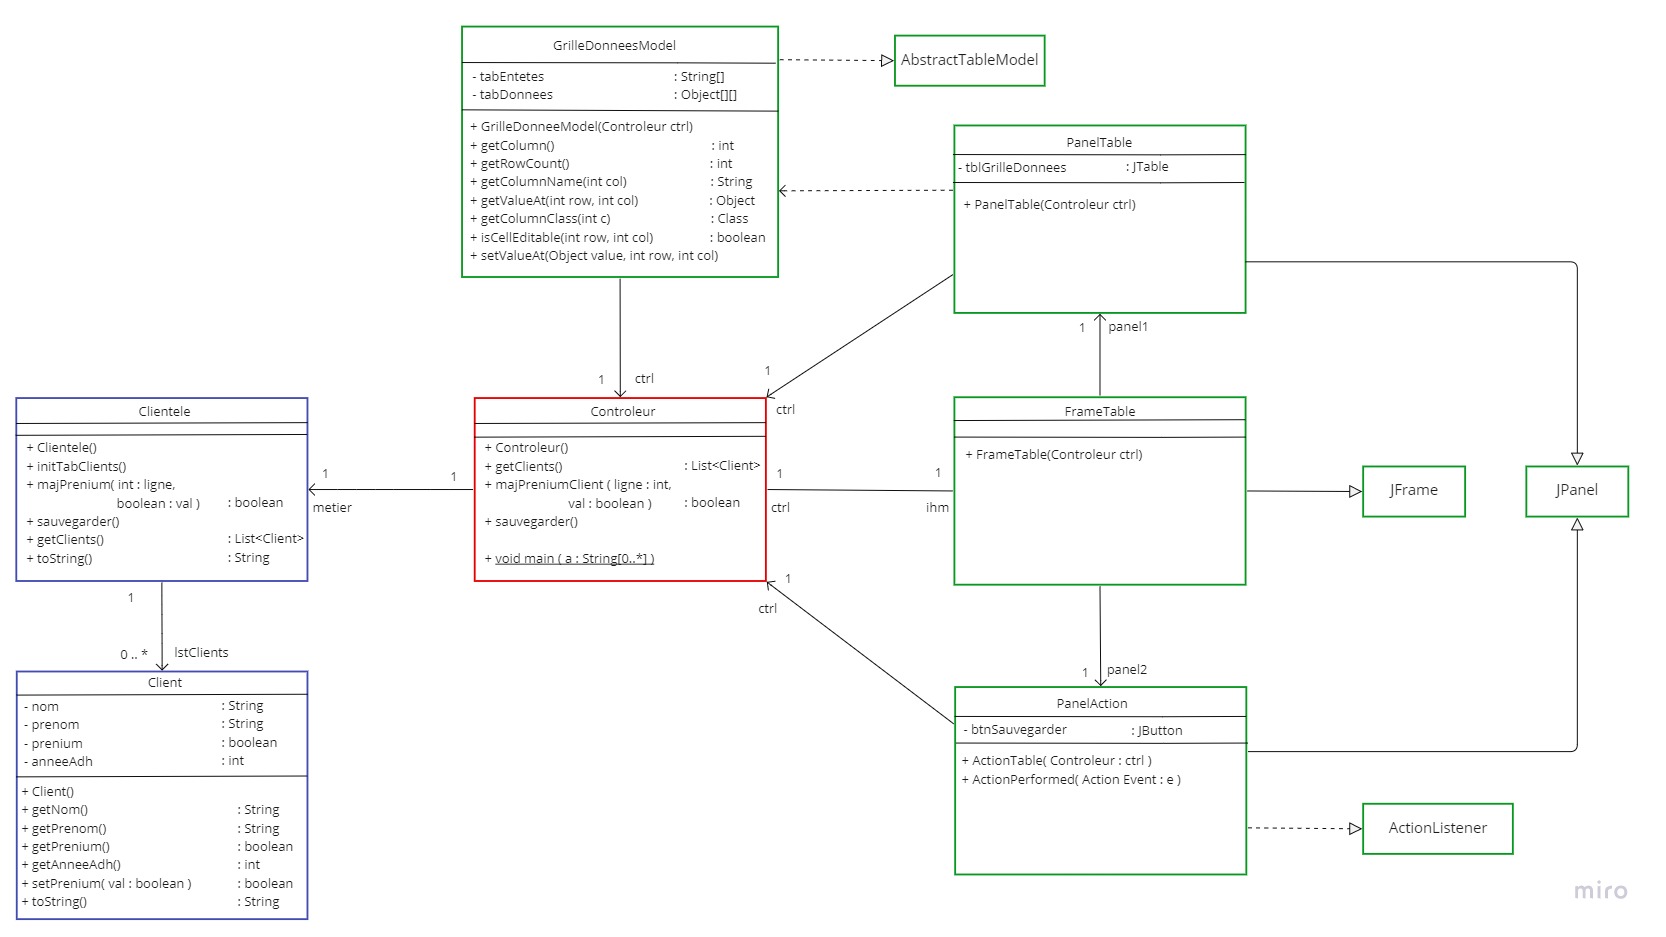 GrilleDonneesModel
- tabEntetes : String[]
- tabDonnees : Object[][]
+ GrilleDonneeModel(Controleur ctrl)
+ getColumn() : int
+ getRowCount() : int
+ getColumnName(int col) : String
+ getValueAt(int row, int col) : Object
+ getColumnClass(int c) : Class
+ isCellEditable(int row, int col) : boolean
+ setValueAt(Object value, int row, int col)
AbstractTableModel
PanelTable
- tblGrilleDonnees : JTable
+ PanelTable(Controleur ctrl)
1 panel1
1 ctrl
1
ctrl
Clientele
+ Clientele()
+ initTabClients()
+ majPrenium( int : ligne,
boolean : val ) : boolean
+ sauvegarder()
+ getClients() : List<Client>
+ toString() : String
1
metier
1
Controleur
+ Controleur()
+ getClients() : List<Client>
+ majPreniumClient ( ligne : int,
val : boolean ) : boolean
+ sauvegarder()
+ void main ( a : String[0..*] )
1
ctrl
1
ihm
FrameTable
+ FrameTable(Controleur ctrl)
JFrame
JPanel
1
ctrl
1
0 .. * lstClients
Client
- nom : String
- prenom : String
- prenium : boolean
- anneeAdh : int
+ Client()
+ getNom() : String
+ getPrenom() : String
+ getPrenium() : boolean
+ getAnneeAdh() : int
+ setPrenium( val : boolean ) : boolean
+ toString() : String
1 panel2
PanelAction
- btnSauvegarder : JButton
+ ActionTable( Controleur : ctrl )
+ ActionPerformed( Action Event : e )
ActionListener
miro